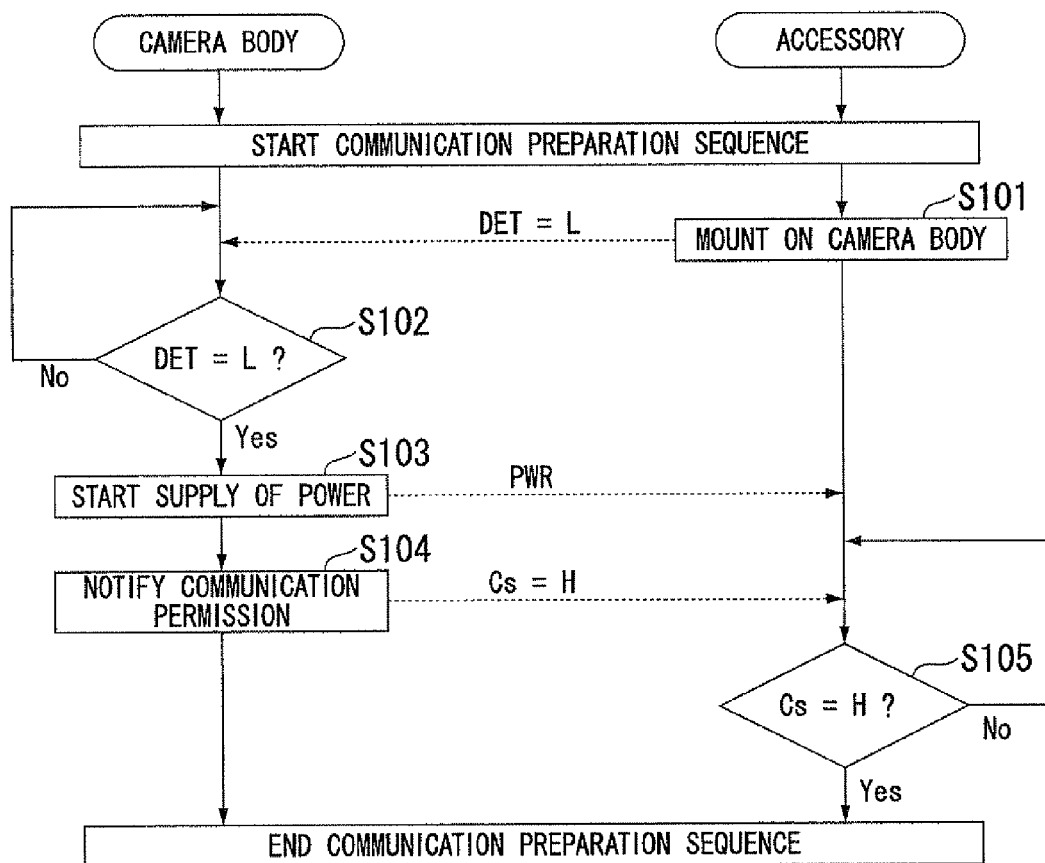 CAMERA BODY
ACCESSORY
START COMMUNICATION PREPARATION SEQUENCE
S101
DET = L
MOUNT ON CAMERA BODY
S102
DET = L ?
No
Yes
S103
START SUPPLY OF POWER
PWR
S104
NOTIFY COMMUNICATION
PERMISSION
Cs = H
S105
Cs = H ?
No
Yes
END COMMUNICATION PREPARATION SEQUENCE